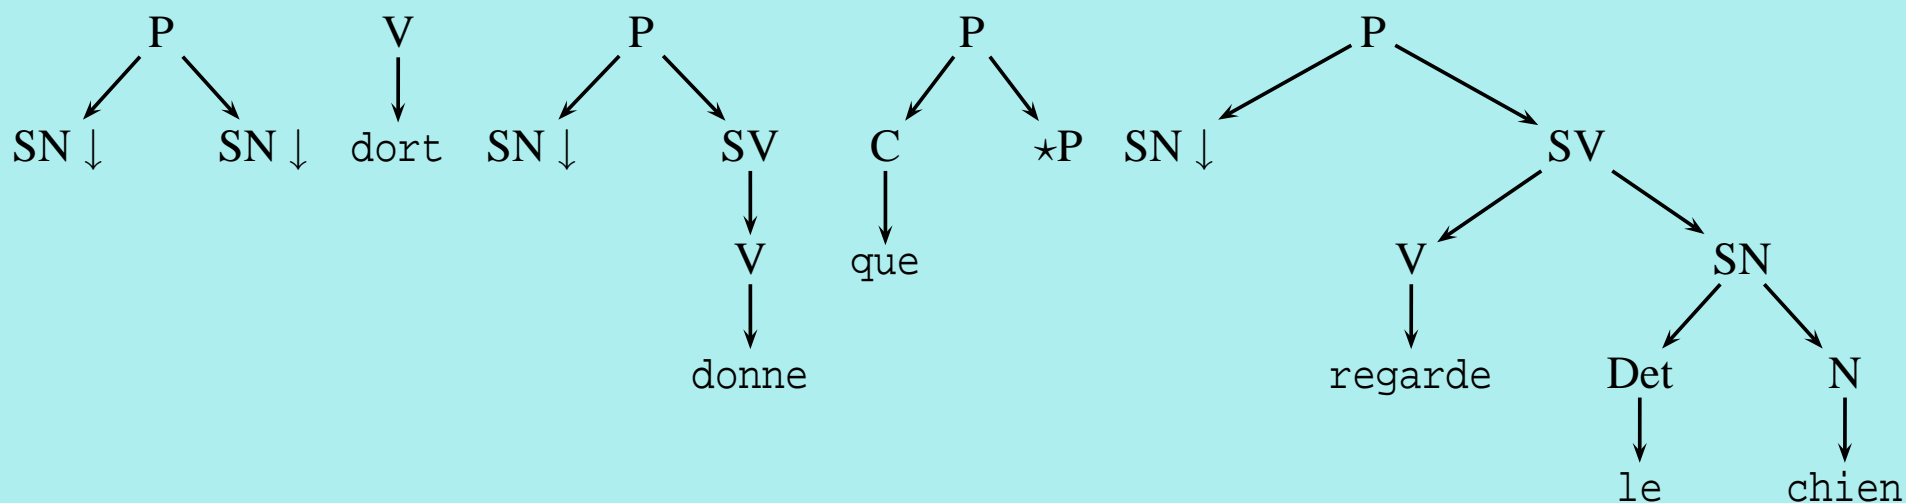 P V P P P
SN ↓ SN ↓ dort SN ↓ SV C ⋆P SN ↓ SV
V que V SN
donne regarde Det N
le chien